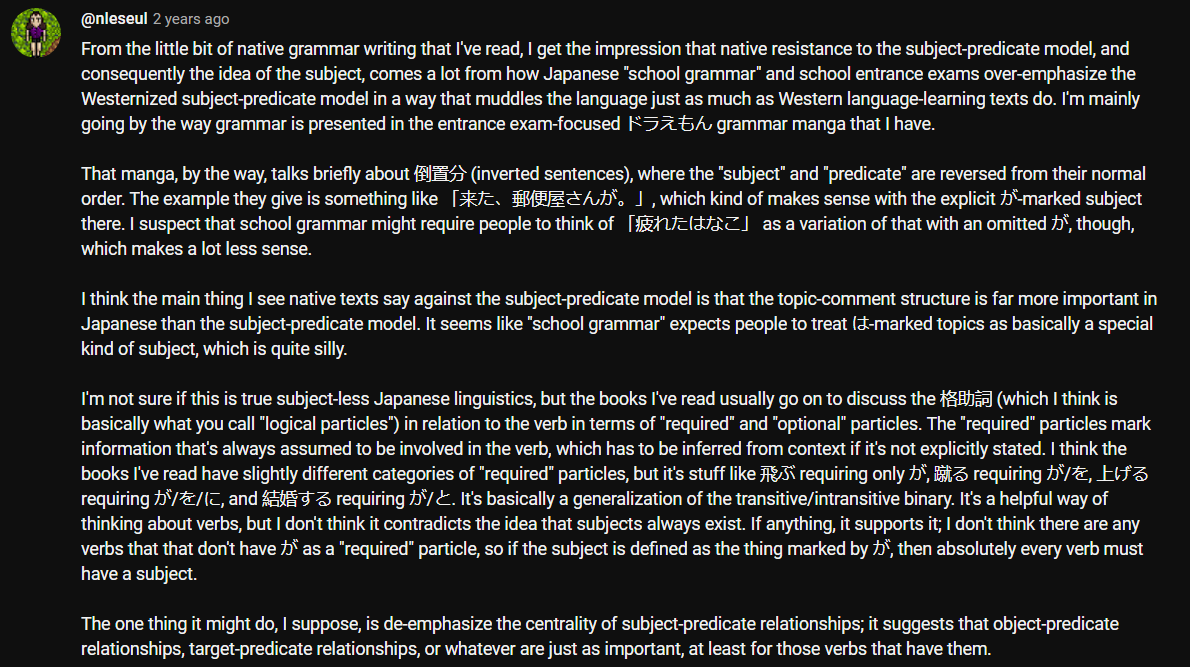 @nleseul 2 years ago
From the little bit of native grammar writing that I've read, I get the impression that native resistance to the subject-predicate model, and
consequently the idea of the subject, comes a lot from how Japanese "school grammar" and school entrance exams over-emphasize the
Westernized subject-predicate model in a way that muddles the language just as much as Western language-learning texts do. I'm mainly
going by the way grammar is presented in the entrance exam-focused ドラえもん grammar manga that I have.
That manga, by the way, talks briefly about 倒置分 (inverted sentences), where the "subject" and "predicate" are reversed from their normal
order. The example they give is something like 「来た、郵便屋さんが。」, which kind of makes sense with the explicit が-marked subject
there. I suspect that school grammar might require people to think of 「疲れたはなこ」 as a variation of that with an omitted が, though,
which makes a lot less sense.
I think the main thing I see native texts say against the subject-predicate model is that the topic-comment structure is far more important in
Japanese than the subject-predicate model. It seems like "school grammar" expects people to treat は-marked topics as basically a special
kind of subject, which is quite silly.
I'm not sure if this is true subject-less Japanese linguistics, but the books I've read usually go on to discuss the 格助詞 (which I think is
basically what you call "logical particles") in relation to the verb in terms of "required" and "optional" particles. The "required" particles mark
information that's always assumed to be involved in the verb, which has to be inferred from context if it's not explicitly stated. I think the
books I've read have slightly different categories of "required" particles, but it's stuff like 飛ぶ requiring only が, 蹴る requiring が/を, 上げる
requiring が/を/に, and 結婚する requiring が/と. It's basically a generalization of the transitive/intransitive binary. It's a helpful way of
thinking about verbs, but I don't think it contradicts the idea that subjects always exist. If anything, it supports it; I don't think there are any
verbs that that don't have が as a "required" particle, so if the subject is defined as the thing marked by が, then absolutely every verb must
have a subject.
The one thing it might do, I suppose, is de-emphasize the centrality of subject-predicate relationships; it suggests that object-predicate
relationships, target-predicate relationships, or whatever are just as important, at least for those verbs that have them.